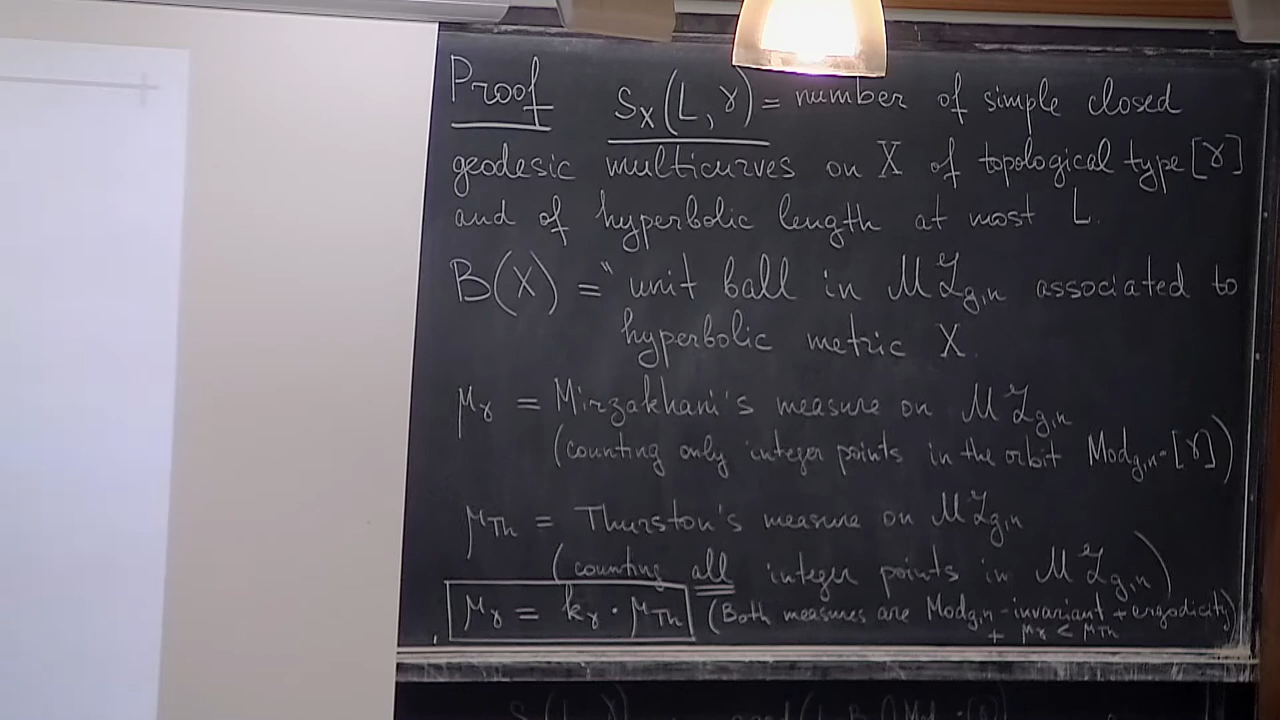 Proof S_X(L, γ) = number of simple closed
geodesic multicurves on X of topological type [γ]
and of hyperbolic length at most L.
B(X) = " unit ball in ℳℒ_{g,n} associated to
hyperbolic metric X.
μ_γ = Mirzakhani's measure on ℳℒ_{g,n}
(counting only integer points in the orbit Mod_{g,n}·[γ])
μ_Th = Thurston's measure on ℳℒ_{g,n}
(counting all integer points in ℳℒ_{g,n})
μ_γ = k_γ · μ_Th (Both measures are Mod_{g,n}-invariant + ergodicity)
+ μ_γ < μ_Th